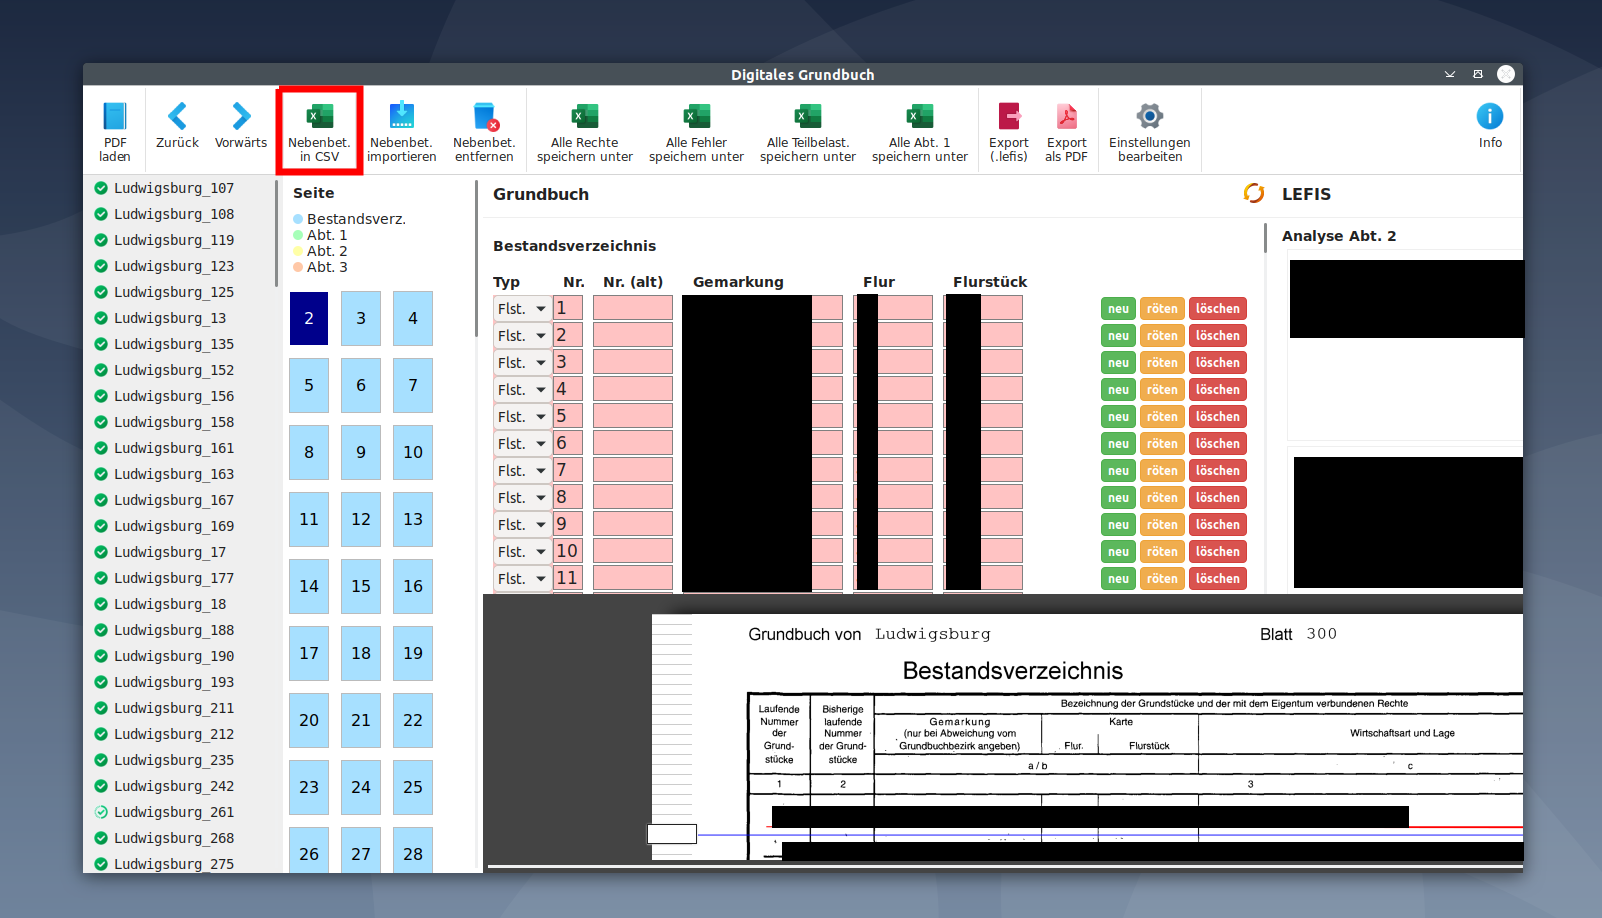 Digitales Grundbuch
PDF laden
Zurück
Vorwärts
Nebenbet. in CSV
Nebenbet. importieren
Nebenbet. entfernen
Alle Rechte speichern unter
Alle Fehler speichern unter
Alle Teilbelast. speichern unter
Alle Abt. 1 speichern unter
Export (.lefis)
Export als PDF
Einstellungen bearbeiten
Info
Ludwigsburg_107
Ludwigsburg_108
Ludwigsburg_119
Ludwigsburg_123
Ludwigsburg_125
Ludwigsburg_13
Ludwigsburg_135
Ludwigsburg_152
Ludwigsburg_156
Ludwigsburg_158
Ludwigsburg_161
Ludwigsburg_163
Ludwigsburg_167
Ludwigsburg_169
Ludwigsburg_17
Ludwigsburg_177
Ludwigsburg_18
Ludwigsburg_188
Ludwigsburg_190
Ludwigsburg_193
Ludwigsburg_211
Ludwigsburg_212
Ludwigsburg_235
Ludwigsburg_242
Ludwigsburg_261
Ludwigsburg_268
Ludwigsburg_275
Seite
Bestandsverz.
Abt. 1
Abt. 2
Abt. 3
2 3 4
5 6 7
8 9 10
11 12 13
14 15 16
17 18 19
20 21 22
23 24 25
26 27 28
Grundbuch
Bestandsverzeichnis
Typ Nr. Nr. (alt) Gemarkung Flur Flurstück
Flst. 1 neu röten löschen
Flst. 2 neu röten löschen
Flst. 3 neu röten löschen
Flst. 4 neu röten löschen
Flst. 5 neu röten löschen
Flst. 6 neu röten löschen
Flst. 7 neu röten löschen
Flst. 8 neu röten löschen
Flst. 9 neu röten löschen
Flst. 10 neu röten löschen
Flst. 11 neu röten löschen
LEFIS
Analyse Abt. 2
Grundbuch von Ludwigsburg Blatt 300
Bestandsverzeichnis
Laufende Nummer der Grund- stücke
Bisherige laufende Nummer der Grund- stücke
Bezeichnung der Grundstücke und der mit dem Eigentum verbundenen Rechte
Gemarkung (nur bei Abweichung vom Grundbuchbezirk angeben)
Karte
Flur. Flurstück
Wirtschaftsart und Lage
a / b c
1 2 3